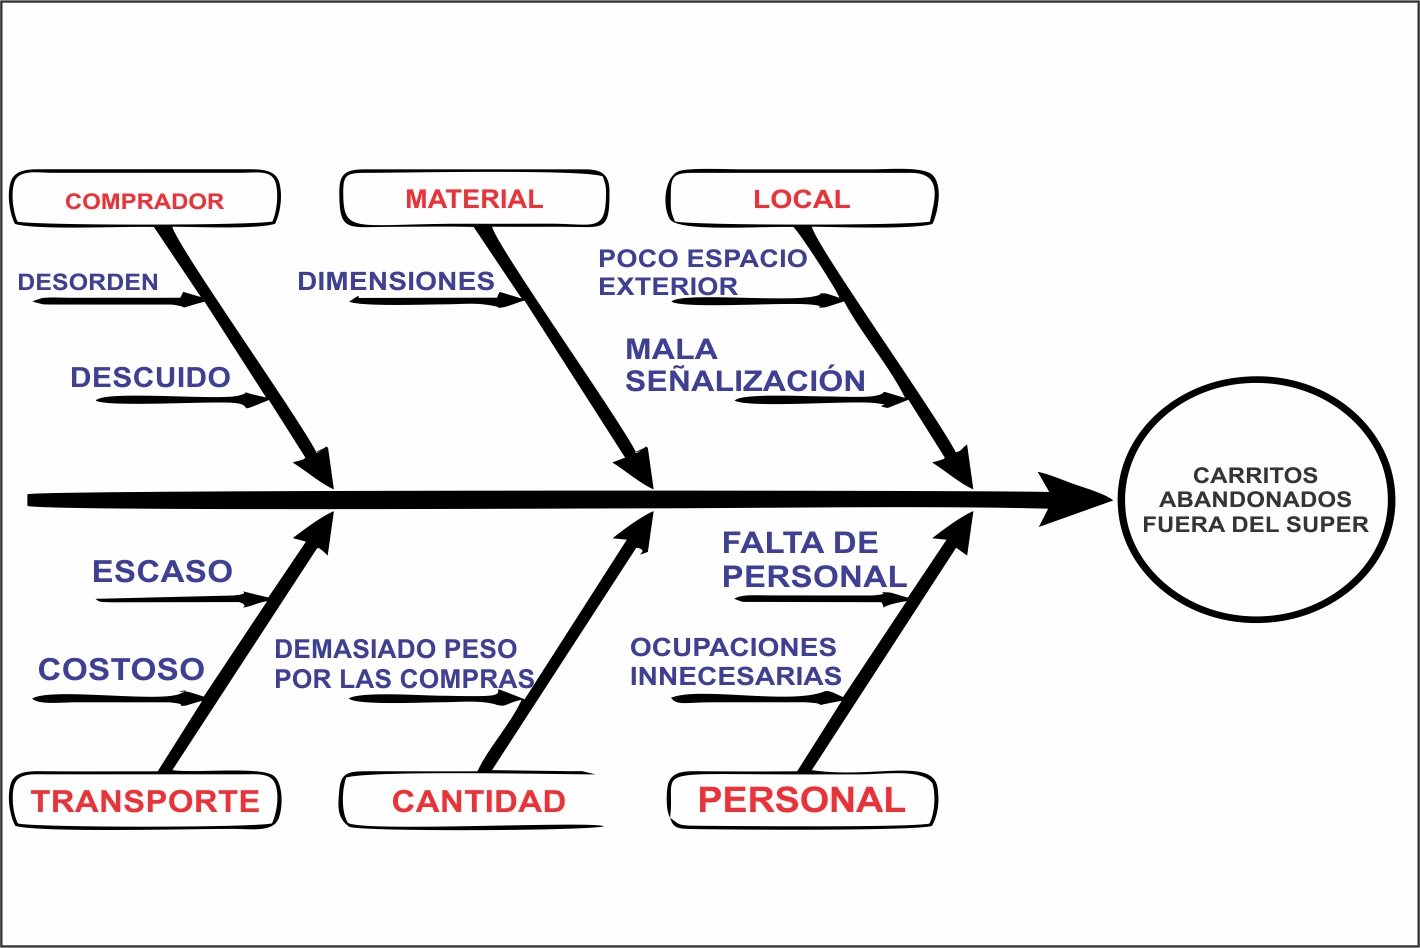 COMPRADOR
MATERIAL
LOCAL
DESORDEN
DESCUIDO
DIMENSIONES
POCO ESPACIO
EXTERIOR
MALA
SEÑALIZACIÓN
CARRITOS
ABANDONADOS
FUERA DEL SUPER
ESCASO
COSTOSO
DEMASIADO PESO
POR LAS COMPRAS
FALTA DE
PERSONAL
OCUPACIONES
INNECESARIAS
TRANSPORTE
CANTIDAD
PERSONAL